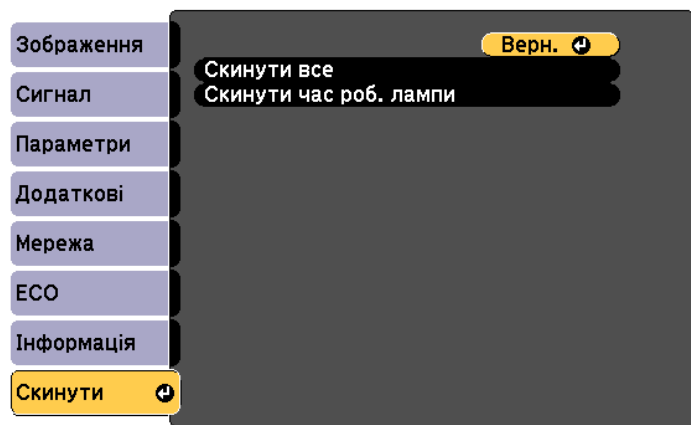 Зображення
Сигнал
Параметри
Додаткові
Мережа
ECO
Інформація
Скинути
Верн.
Скинути все
Скинути час роб. лампи